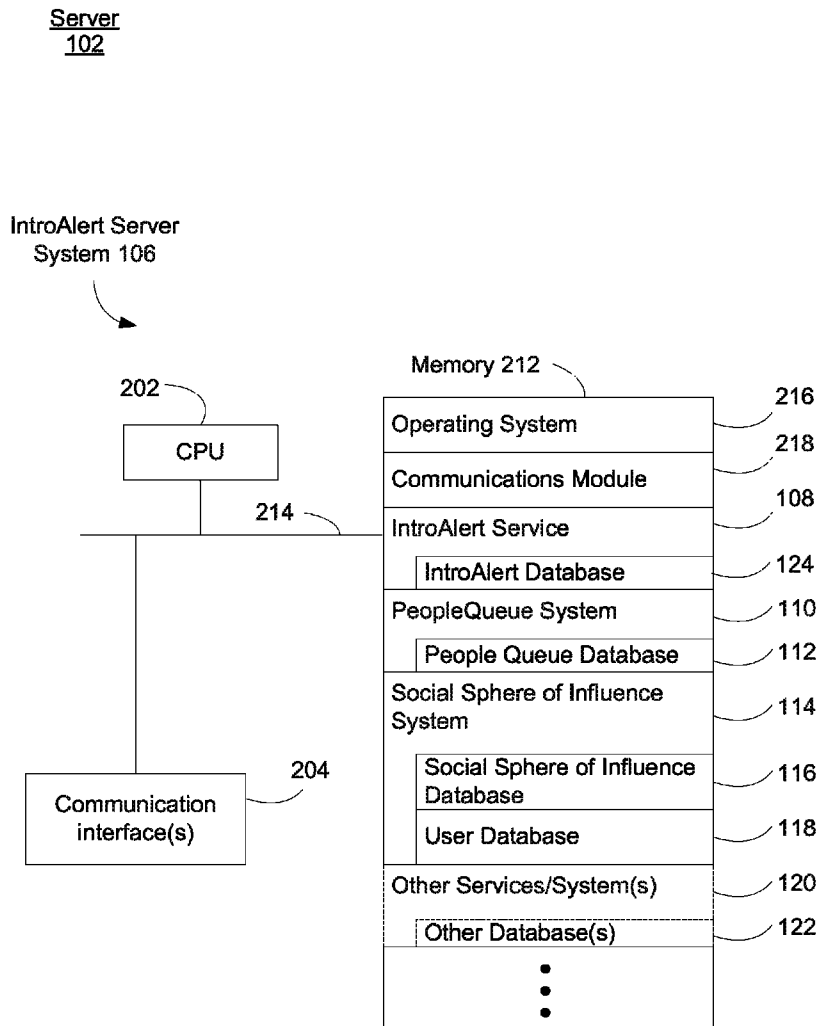 Server
102
IntroAlert Server
System 106
Memory 212
202
216
Operating System
CPU
218
Communications Module
214
108
IntroAlert Service
IntroAlert Database
124
PeopleQueue System
110
People Queue Database
112
Social Sphere of Influence
System
114
204
Social Sphere of Influence
Database
116
Communication
interface(s)
User Database
118
Other Services/System(s)
120
Other Database(s)
122